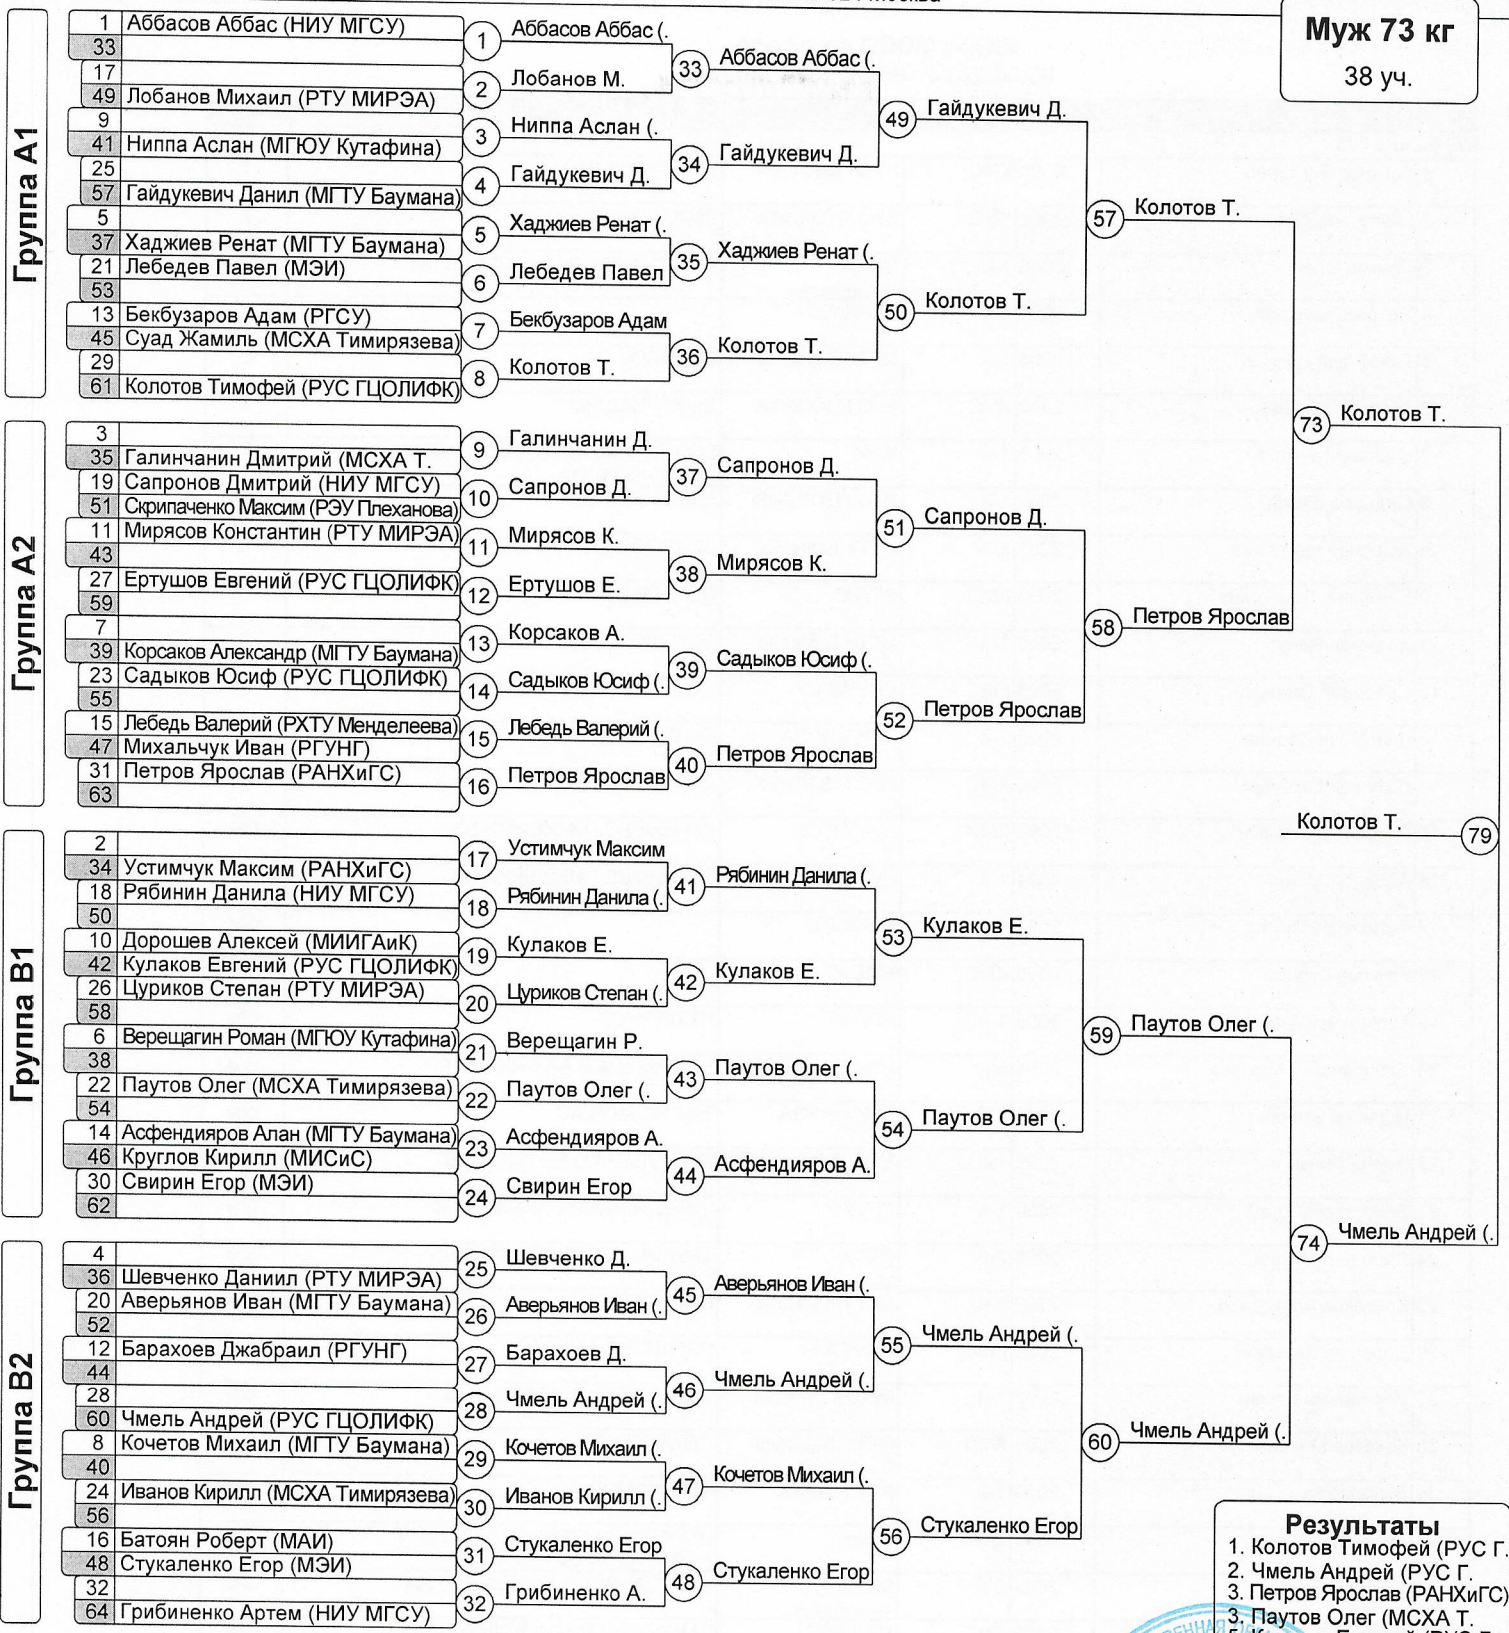 Москва
Муж 73 кг
38 уч.
Группа A1
1 Аббасов Аббас (НИУ МГСУ)
33
17
49 Лобанов Михаил (РТУ МИРЭА)
9
41 Ниппа Аслан (МГЮУ Кутафина)
25
57 Гайдукевич Данил (МГТУ Баумана)
5
37 Хаджиев Ренат (МГТУ Баумана)
21 Лебедев Павел (МЭИ)
53
13 Бекбузаров Адам (РГСУ)
45 Суад Жамиль (МСХА Тимирязева)
29
61 Колотов Тимофей (РУС ГЦОЛИФК)
1 Аббасов Аббас (.
2 Лобанов М.
3 Ниппа Аслан (.
4 Гайдукевич Д.
5 Хаджиев Ренат (.
6 Лебедев Павел
7 Бекбузаров Адам
8 Колотов Т.
33 Аббасов Аббас (.
34 Гайдукевич Д.
35 Хаджиев Ренат (.
36 Колотов Т.
49 Гайдукевич Д.
50 Колотов Т.
57 Колотов Т.
Группа A2
3
35 Галинчанин Дмитрий (МСХА Т.
19 Сапронов Дмитрий (НИУ МГСУ)
51 Скрипаченко Максим (РЭУ Плеханова)
11 Мирясов Константин (РТУ МИРЭА)
43
27 Ертушов Евгений (РУС ГЦОЛИФК)
59
7
39 Корсаков Александр (МГТУ Баумана)
23 Садыков Юсиф (РУС ГЦОЛИФК)
55
15 Лебедь Валерий (РХТУ Менделеева)
47 Михальчук Иван (РГУНГ)
31 Петров Ярослав (РАНХиГС)
63
9 Галинчанин Д.
10 Сапронов Д.
11 Мирясов К.
12 Ертушов Е.
13 Корсаков А.
14 Садыков Юсиф (.
15 Лебедь Валерий (.
16 Петров Ярослав
37 Сапронов Д.
38 Мирясов К.
39 Садыков Юсиф (.
40 Петров Ярослав
51 Сапронов Д.
52 Петров Ярослав
58 Петров Ярослав
73 Колотов Т.
Колотов Т. 79
Группа B1
2
34 Устимчук Максим (РАНХиГС)
18 Рябинин Данила (НИУ МГСУ)
50
10 Дорошев Алексей (МИИГАиК)
42 Кулаков Евгений (РУС ГЦОЛИФК)
26 Цуриков Степан (РТУ МИРЭА)
58
6 Верещагин Роман (МГЮУ Кутафина)
38
22 Паутов Олег (МСХА Тимирязева)
54
14 Асфендияров Алан (МГТУ Баумана)
46 Круглов Кирилл (МИСиС)
30 Свирин Егор (МЭИ)
62
17 Устимчук Максим
18 Рябинин Данила (.
19 Кулаков Е.
20 Цуриков Степан (.
21 Верещагин Р.
22 Паутов Олег (.
23 Асфендияров А.
24 Свирин Егор
41 Рябинин Данила (.
42 Кулаков Е.
43 Паутов Олег (.
44 Асфендияров А.
53 Кулаков Е.
54 Паутов Олег (.
59 Паутов Олег (.
Группа B2
4
36 Шевченко Даниил (РТУ МИРЭА)
20 Аверьянов Иван (МГТУ Баумана)
52
12 Барахоев Джабраил (РГУНГ)
44
28
60 Чмель Андрей (РУС ГЦОЛИФК)
8 Кочетов Михаил (МГТУ Баумана)
40
24 Иванов Кирилл (МСХА Тимирязева)
56
16 Батоян Роберт (МАИ)
48 Стукаленко Егор (МЭИ)
32
64 Грибиненко Артем (НИУ МГСУ)
25 Шевченко Д.
26 Аверьянов Иван (.
27 Барахоев Д.
28 Чмель Андрей (.
29 Кочетов Михаил (.
30 Иванов Кирилл (.
31 Стукаленко Егор
32 Грибиненко А.
45 Аверьянов Иван (.
46 Чмель Андрей (.
47 Кочетов Михаил (.
48 Стукаленко Егор
55 Чмель Андрей (.
56 Стукаленко Егор
60 Чмель Андрей (.
74 Чмель Андрей (.
Результаты
1. Колотов Тимофей (РУС Г.
2. Чмель Андрей (РУС Г.
3. Петров Ярослав (РАНХиГС)
3. Паутов Олег (МСХА Т.